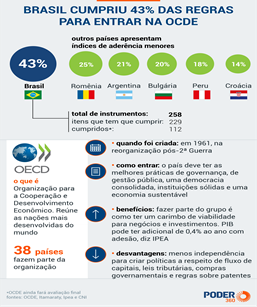 BRASIL CUMPRIU 43% DAS REGRAS
PARA ENTRAR NA OCDE
outros países apresentam
índices de aderência menores
43%
25%
21%
20%
18%
14%
Brasil
Romênia
Argentina
Bulgária
Peru
Croácia
total de instrumentos: 258
itens que tem que cumprir: 229
cumpridos*: 112
OECD
o que é
Organização para
a Cooperação e
Desenvolvimento
Econômico. Reúne
as nações mais
desenvolvidas do
mundo
38 países
fazem parte da
organização
• quando foi criada: em 1961, na
reorganização pós-2ª Guerra
• como entrar: o país deve ter as
melhores práticas de governança, de
gestão pública, uma democracia
consolidada, instituições sólidas e uma
economia sustentável
• benefícios: fazer parte do grupo é
como ter um carimbo de viabilidade
para negócios e investimentos. PIB
pode ter adicional de 0,4% ao ano com
adesão, diz IPEA
• desvantagens: menos independência
para criar políticas a respeito de fluxo de
capitais, leis tributárias, compras
governamentais e regras sobre patentes
*OCDE ainda fará avaliação final
fontes: OCDE, Itamaraty, Ipea e CNI
PODER
360